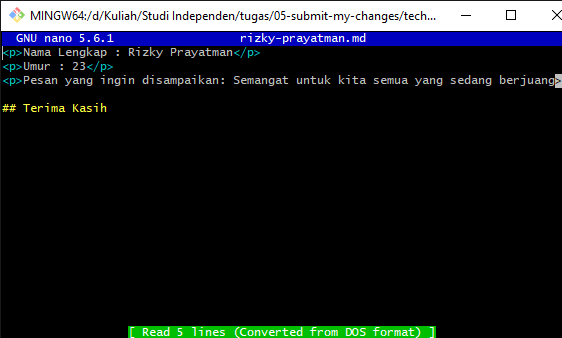 MINGW64:/d/Kuliah/Studi Independen/tugas/05-submit-my-changes/tech...
GNU nano 5.6.1 rizky-prayatman.md
<p>Nama Lengkap : Rizky Prayatman</p>
<p>Umur : 23</p>
<p>Pesan yang ingin disampaikan: Semangat untuk kita semua yang sedang berjuang>
## Terima Kasih
[ Read 5 lines (Converted from DOS format) ]